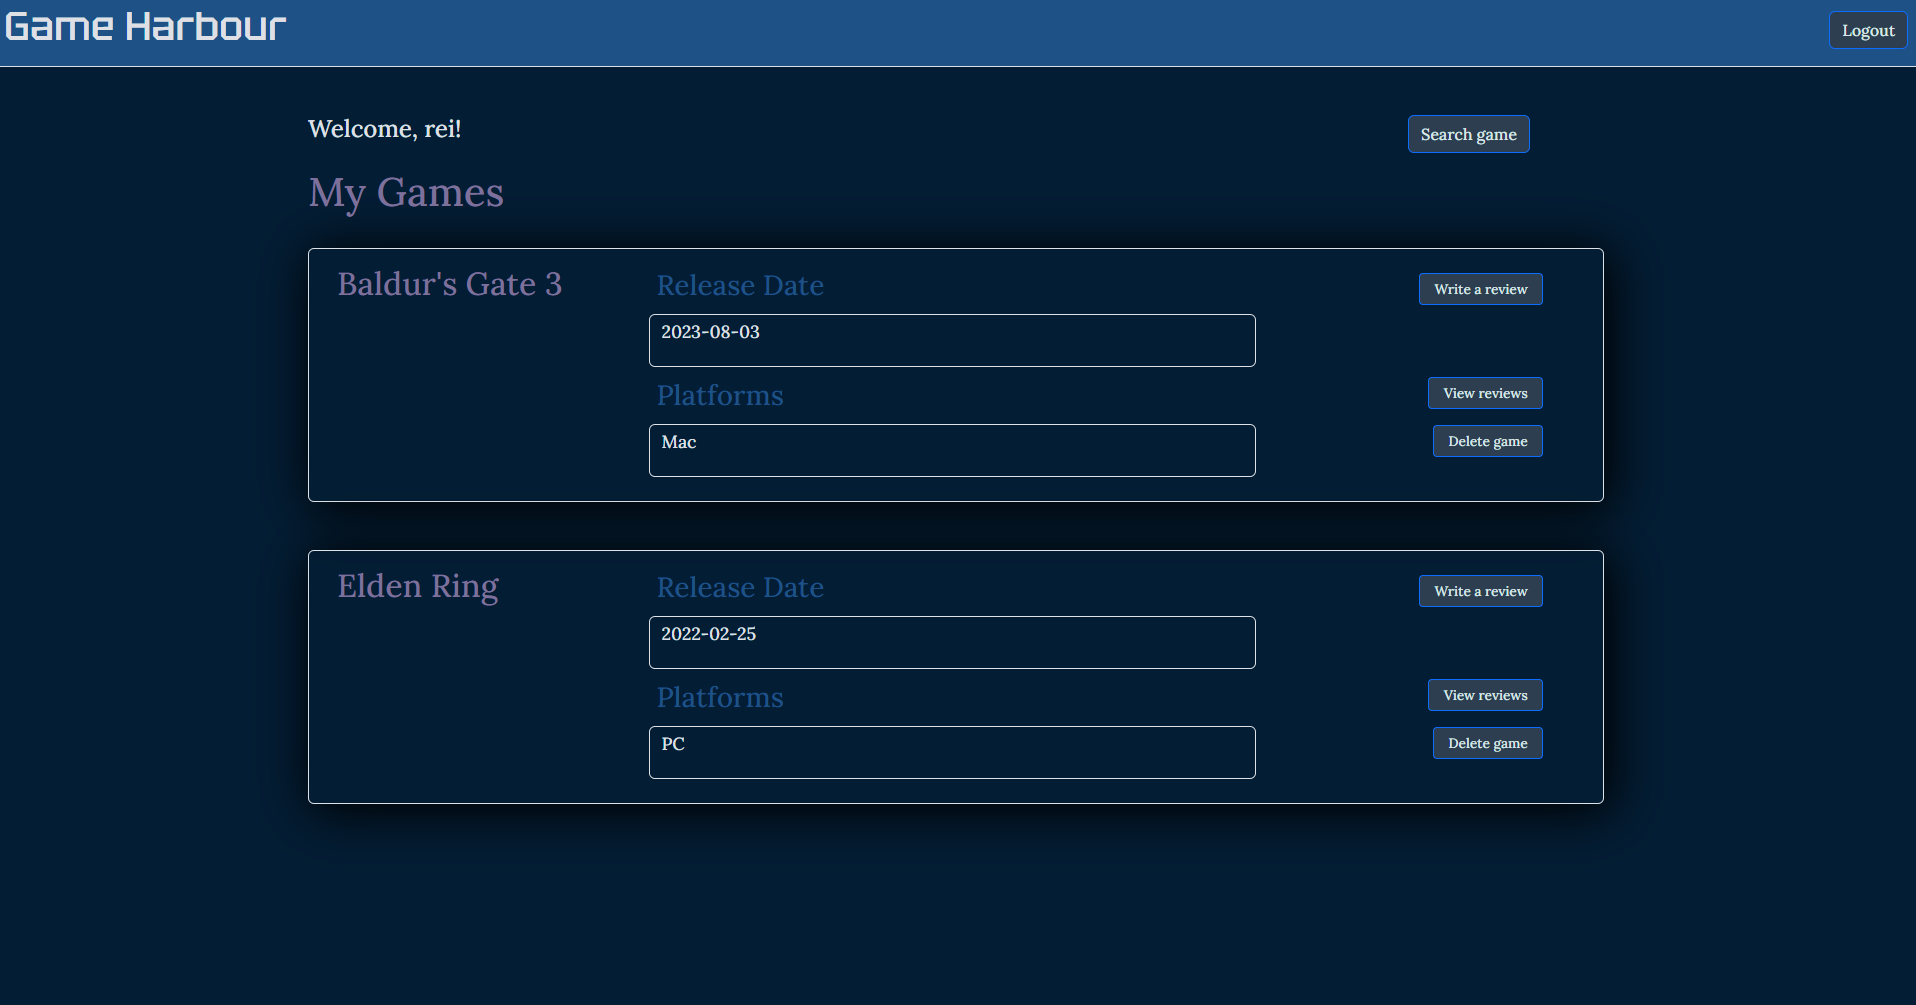 Game Harbour
Logout
Welcome, rei!
Search game
My Games
Baldur's Gate 3
Release Date
Write a review
2023-08-03
Platforms
View reviews
Mac
Delete game
Elden Ring
Release Date
Write a review
2022-02-25
Platforms
View reviews
PC
Delete game